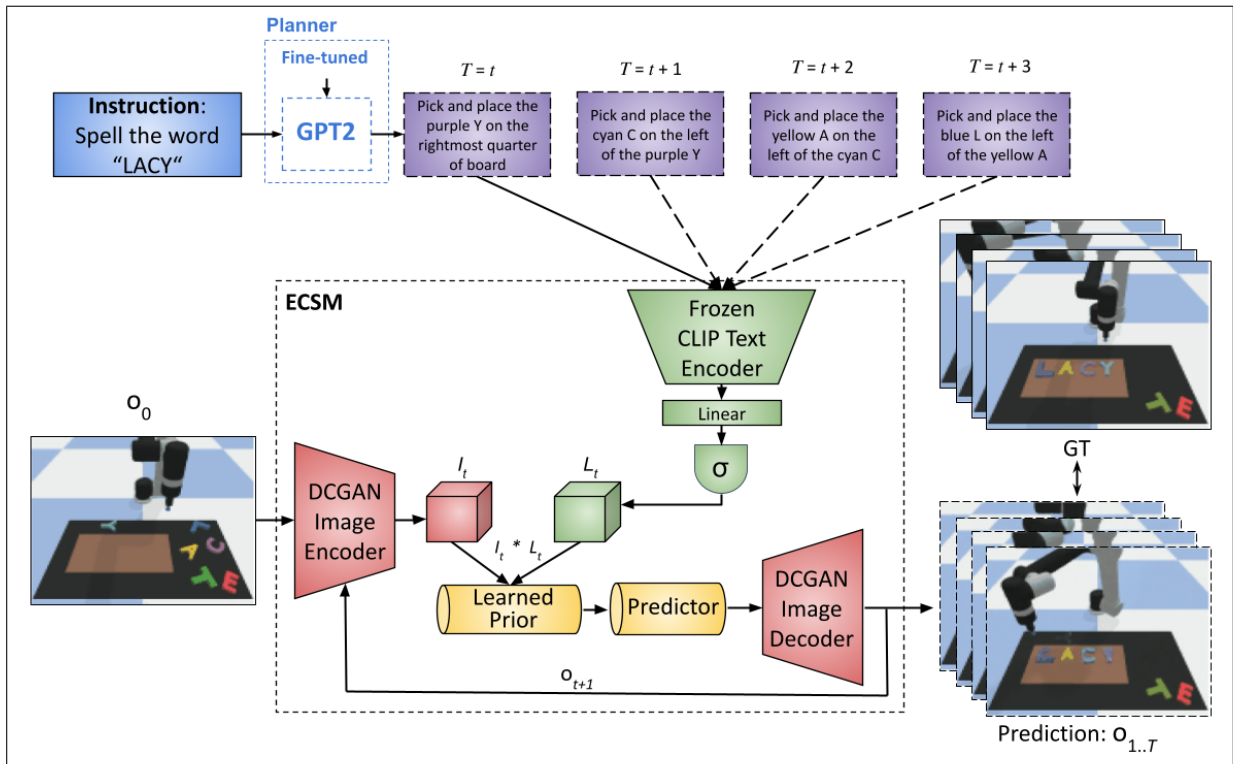 Planner
Fine-tuned
GPT2
Instruction:
Spell the word
"LACY"
T = t
Pick and place the
purple Y on the
rightmost quarter
of board
T = t + 1
Pick and place the
cyan C on the left
of the purple Y
T = t + 2
Pick and place the
yellow A on the
left of the cyan C
T = t + 3
Pick and place the
blue L on the left
of the yellow A
ECSM
Frozen
CLIP Text
Encoder
Linear
σ
O0
Y
L
C
A
T
E
DCGAN
Image
Encoder
It
Lt
It * Lt
Learned
Prior
Predictor
DCGAN
Image
Decoder
Ot+1
LACY
T
E
GT
LACY
T
E
Prediction: O1..T